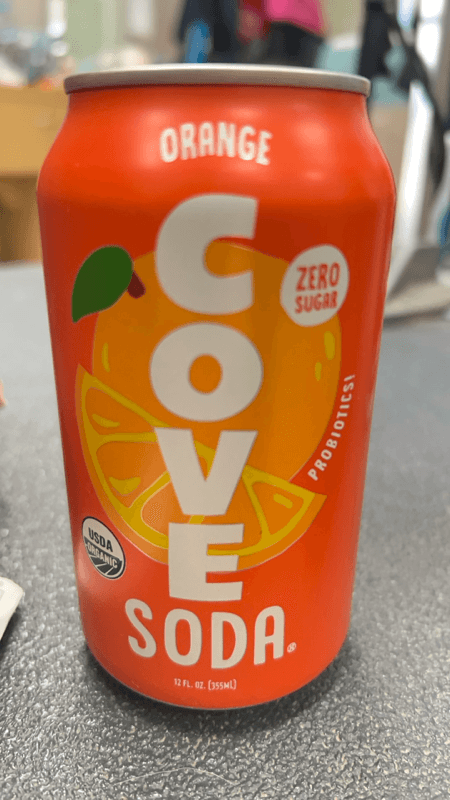 ORANGE
COVE
ZERO
SUGAR
PROBIOTICS!
USDA
ORGANIC
SODA®
12 FL. OZ. (355ML)